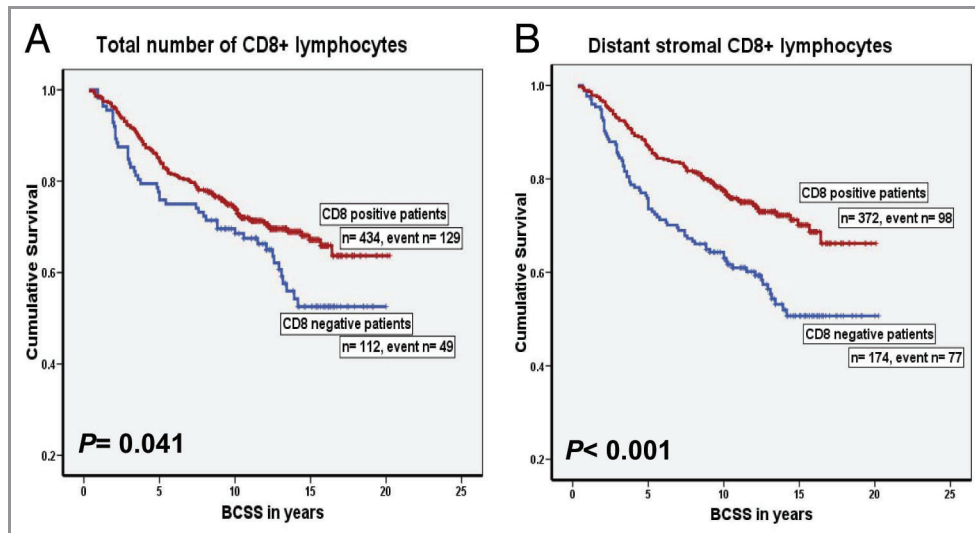 A
Total number of CD8+ lymphocytes
Cumulative Survival
1.0
0.8
0.6
0.4
0.2
CD8 positive patients
n= 434, event n= 129
CD8 negative patients
n= 112, event n= 49
P= 0.041
0 5 10 15 20 25
BCSS in years
B
Distant stromal CD8+ lymphocytes
Cumulative Survival
1.0
0.8
0.6
0.4
0.2
CD8 positive patients
n= 372, event n= 98
CD8 negative patients
n= 174, event n= 77
P< 0.001
0 5 10 15 20 25
BCSS in years